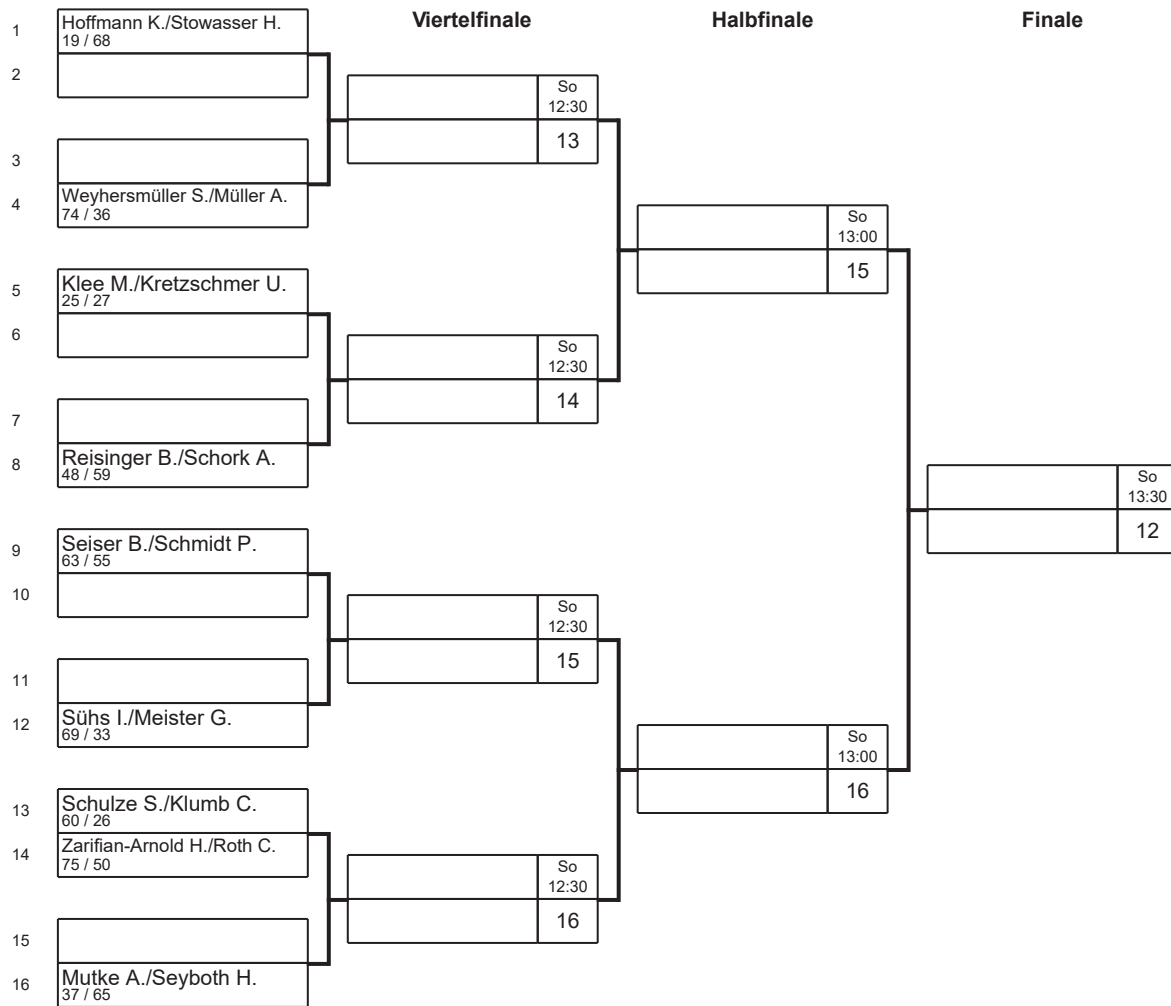 Viertelfinale
Halbfinale
Finale
1
Hoffmann K./Stowasser H.
19 / 68
2
3
4
Weyhersmüller S./Müller A.
74 / 36
5
Klee M./Kretzschmer U.
25 / 27
6
7
8
Reisinger B./Schork A.
48 / 59
9
Seiser B./Schmidt P.
63 / 55
10
11
12
Sühs I./Meister G.
69 / 33
13
Schulze S./Klumb C.
60 / 26
14
Zarifian-Arnold H./Roth C.
75 / 50
15
16
Mutke A./Seyboth H.
37 / 65
So
12:30
13
So
12:30
14
So
12:30
15
So
12:30
16
So
13:00
15
So
13:00
16
So
13:30
12